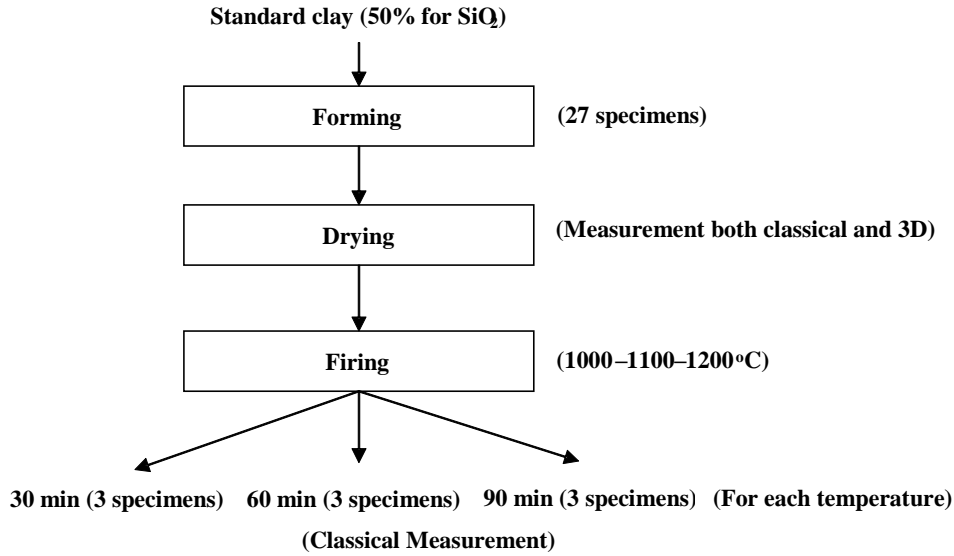 Standard clay (50% for SiO2)
Forming
(27 specimens)
Drying
(Measurement both classical and 3D)
Firing
(1000–1100–1200°C)
30 min (3 specimens) 60 min (3 specimens) 90 min (3 specimens) (For each temperature)
(Classical Measurement)